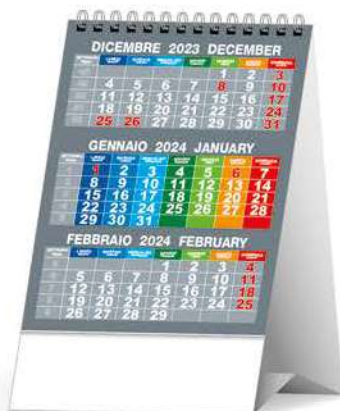 DICEMBRE 2023 DECEMBER
1 2 3
4 5 6 7 8 9 10
11 12 13 14 15 16 17
18 19 20 21 22 23 24
25 26 27 28 29 30 31
GENNAIO 2024 JANUARY
1 2 3 4 5 6 7
8 9 10 11 12 13 14
15 16 17 18 19 20 21
22 23 24 25 26 27 28
29 30 31
FEBBRAIO 2024 FEBRUARY
1 2 3 4
5 6 7 8 9 10 11
12 13 14 15 16 17 18
19 20 21 22 23 24 25
26 27 28 29